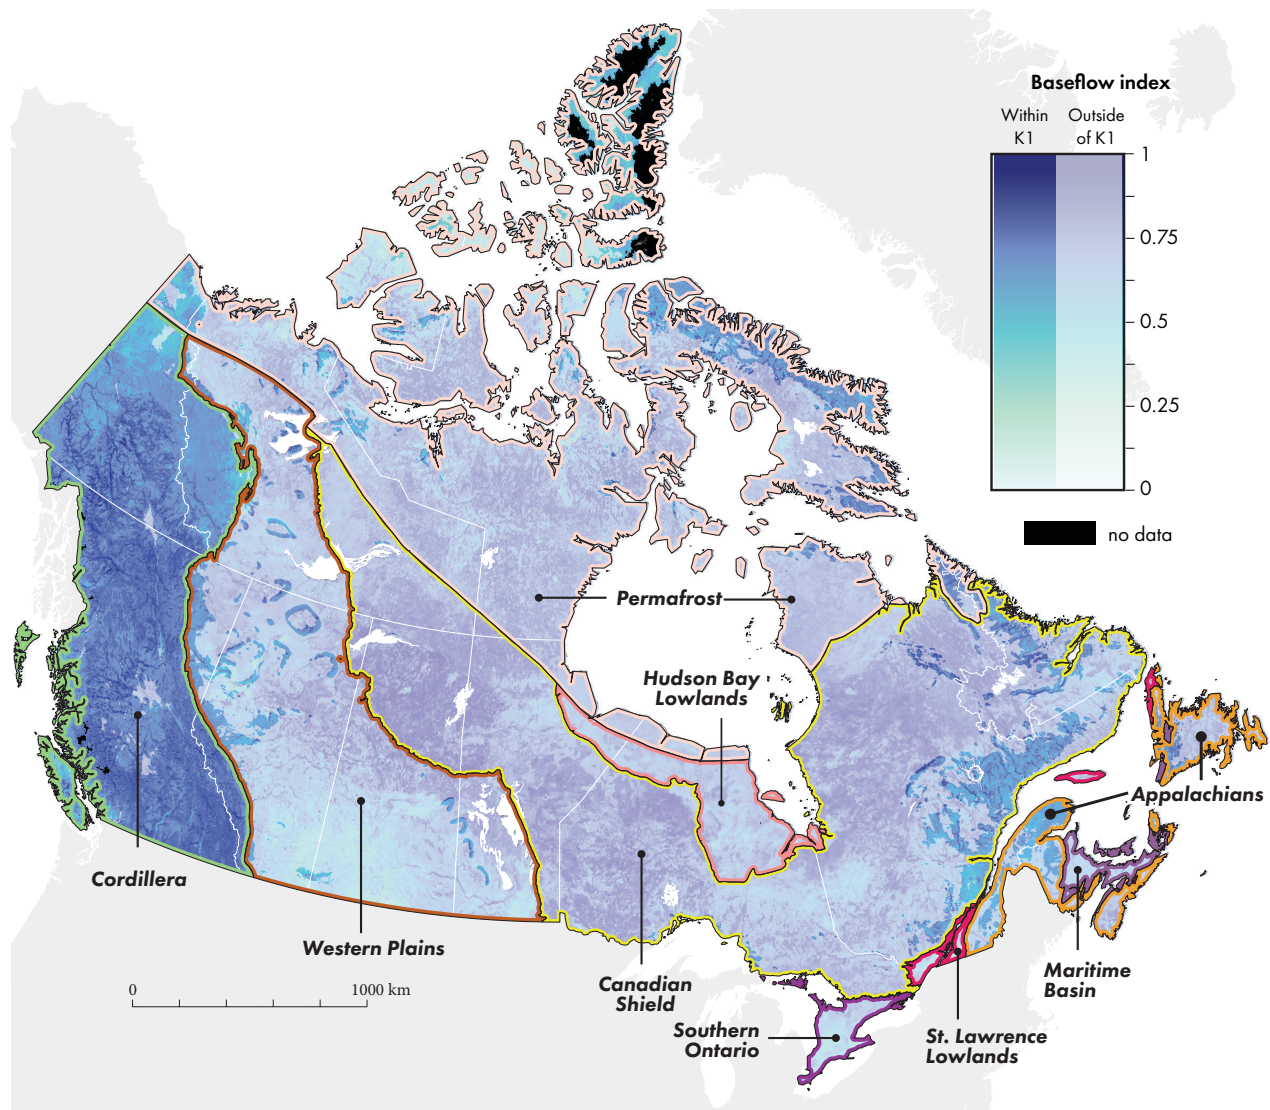 Baseflow index
Within
K1
Outside
of K1
1
0.75
0.5
0.25
0
no data
Permafrost
Hudson Bay
Lowlands
Appalachians
Cordillera
Western Plains
Canadian
Shield
Maritime
Basin
Southern
Ontario
St. Lawrence
Lowlands
0
1000 km